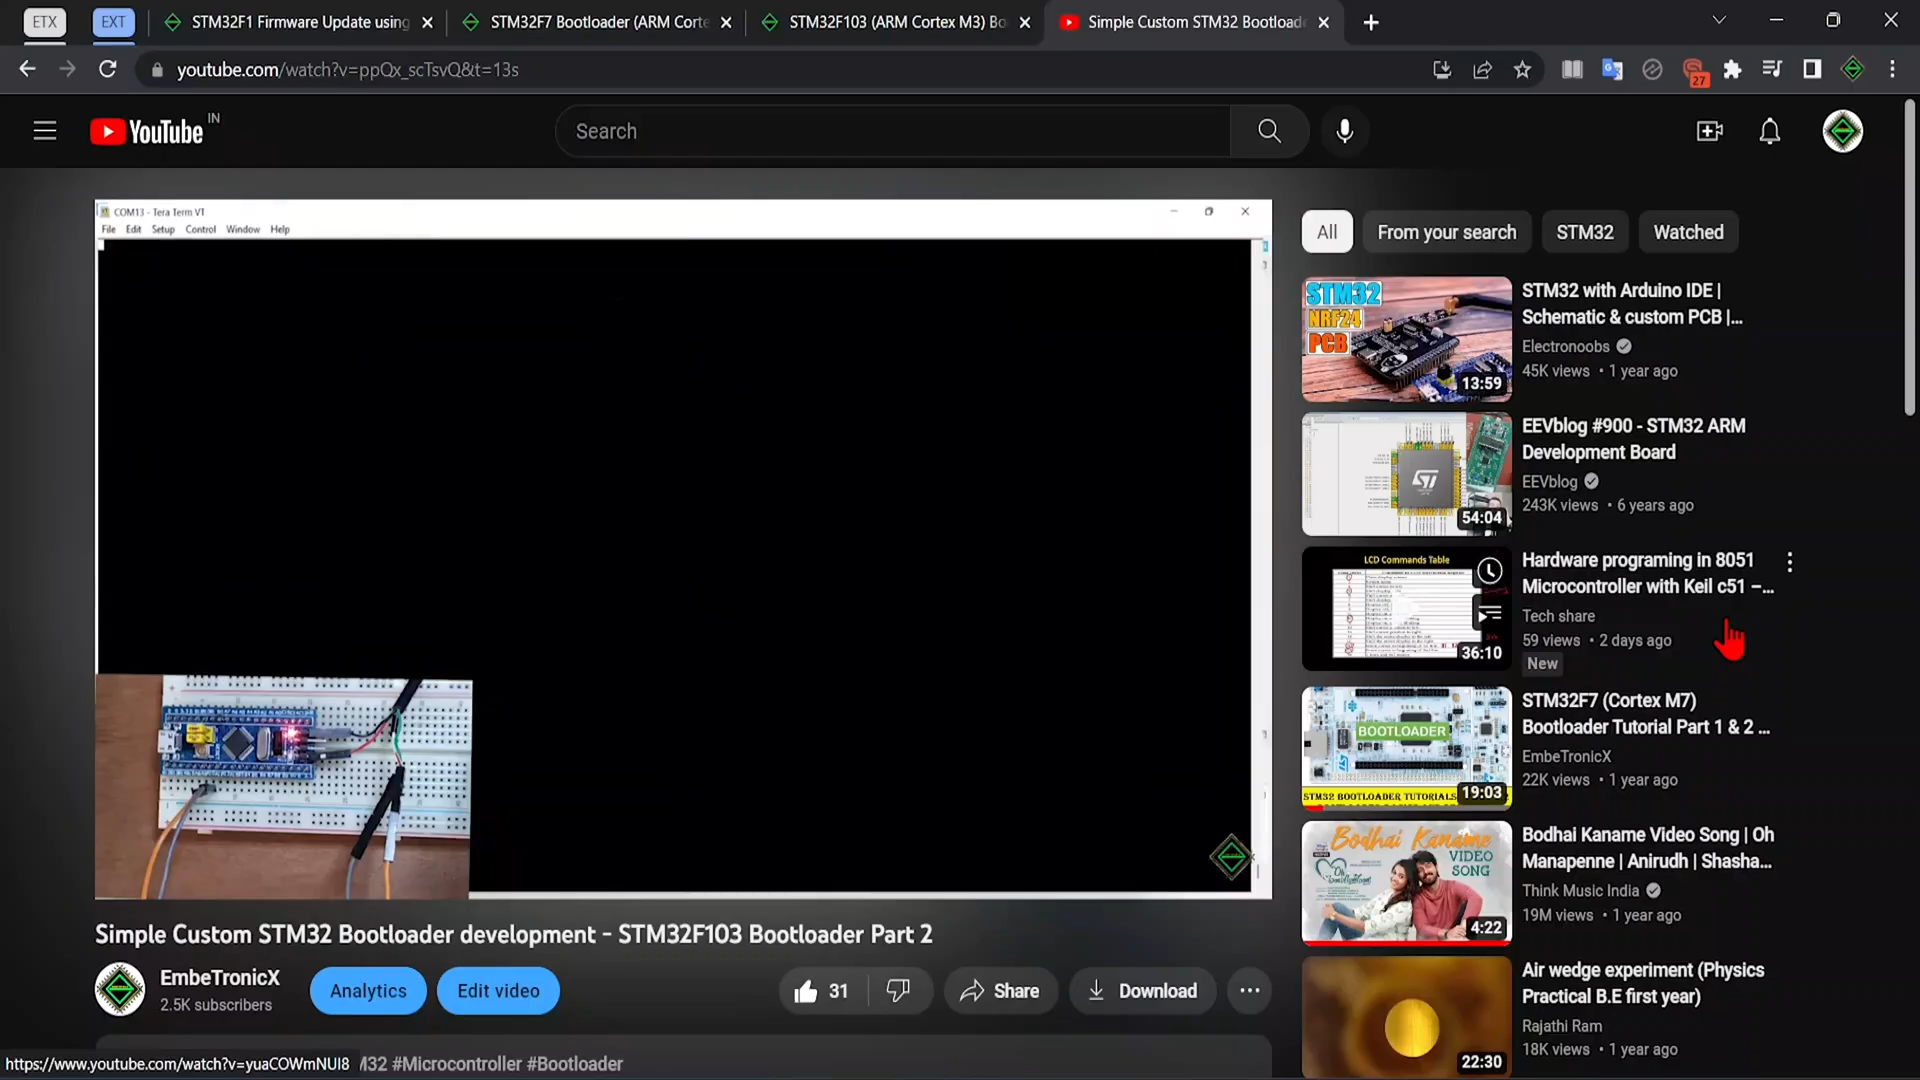 ETX
EXT
STM32F1 Firmware Update using
STM32F7 Bootloader (ARM Corte
STM32F103 (ARM Cortex M3) Bo
Simple Custom STM32 Bootloade
youtube.com/watch?v=ppQx_scTsvQ&t=13s
27
YouTube IN
Search
COM13 - Tera Term VT
File Edit Setup Control Window Help
All
From your search
STM32
Watched
STM32
NRF24
PCB
13:59
STM32 with Arduino IDE |
Schematic & custom PCB |...
Electronoobs
45K views • 1 year ago
54:04
EEVblog #900 - STM32 ARM
Development Board
EEVblog
243K views • 6 years ago
LCD Commands Table
36:10
Hardware programing in 8051
Microcontroller with Keil c51 –...
Tech share
59 views • 2 days ago
New
BOOTLOADER
STM32 BOOTLOADER TUTORIALS
19:03
STM32F7 (Cortex M7)
Bootloader Tutorial Part 1 & 2 ...
EmbeTronicX
22K views • 1 year ago
Bodhai Kaname
VIDEO
SONG
4:22
Bodhai Kaname Video Song | Oh
Manapenne | Anirudh | Shasha...
Think Music India
19M views • 1 year ago
22:30
Air wedge experiment (Physics
Practical B.E first year)
Rajathi Ram
18K views • 1 year ago
Simple Custom STM32 Bootloader development - STM32F103 Bootloader Part 2
EmbeTronicX
2.5K subscribers
Analytics
Edit video
31
Share
Download
https://www.youtube.com/watch?v=yuaCOWmNUI8
M32 #Microcontroller #Bootloader